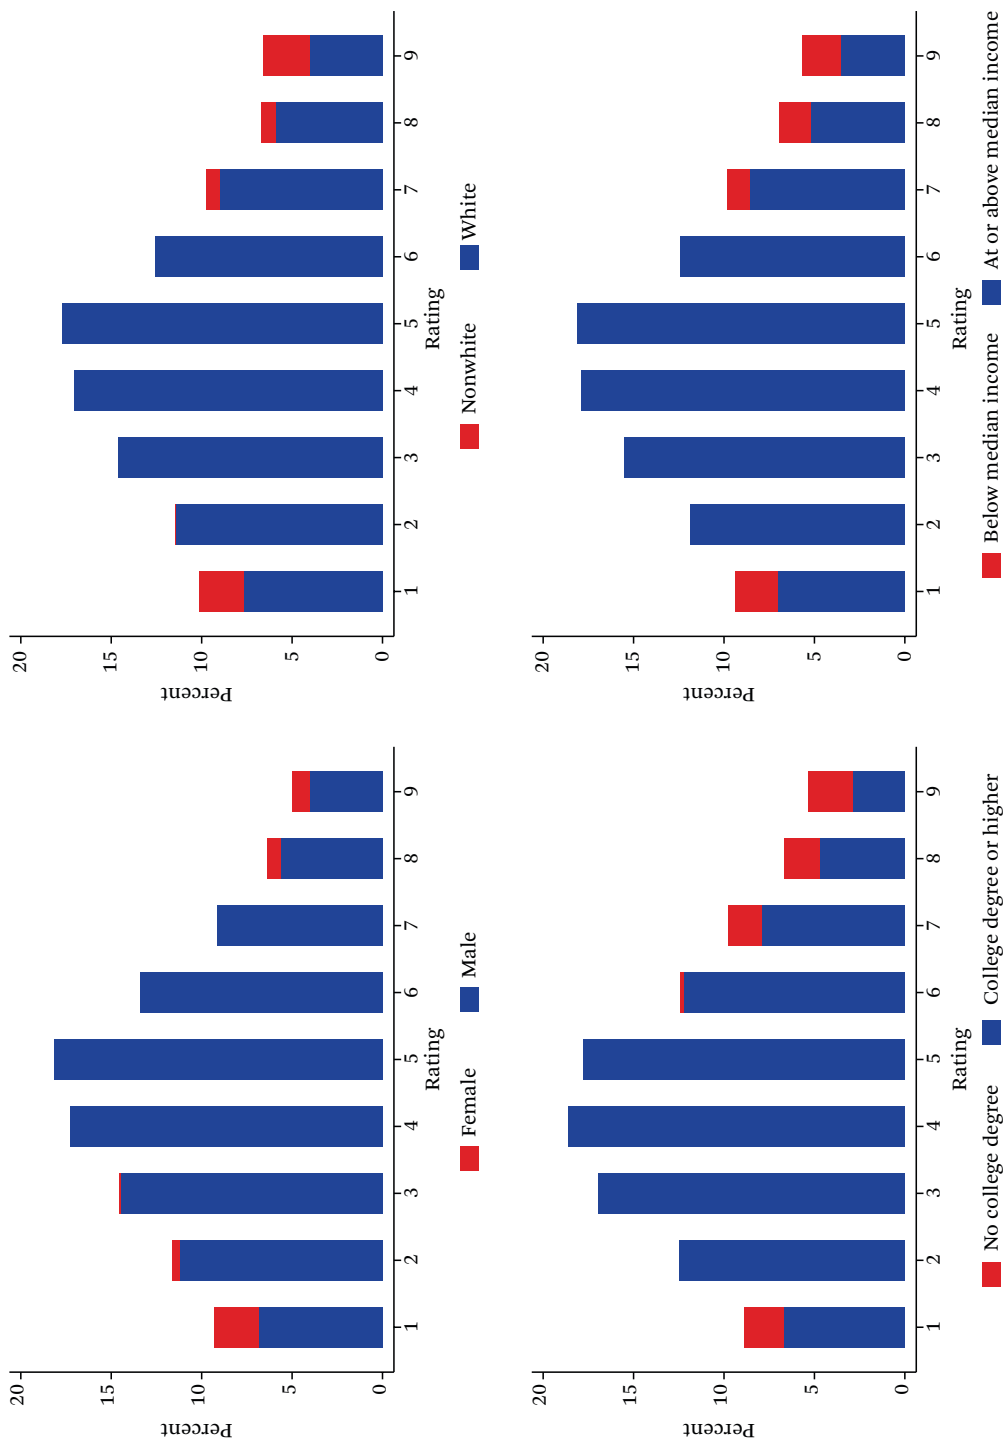 Percent
20
15
10
5
0
1 2 3 4 5 6 7 8 9
Rating
Female Male
Percent
20
15
10
5
0
1 2 3 4 5 6 7 8 9
Rating
Nonwhite White
Percent
20
15
10
5
0
1 2 3 4 5 6 7 8 9
Rating
No college degree College degree or higher
Percent
20
15
10
5
0
1 2 3 4 5 6 7 8 9
Rating
Below median income At or above median income